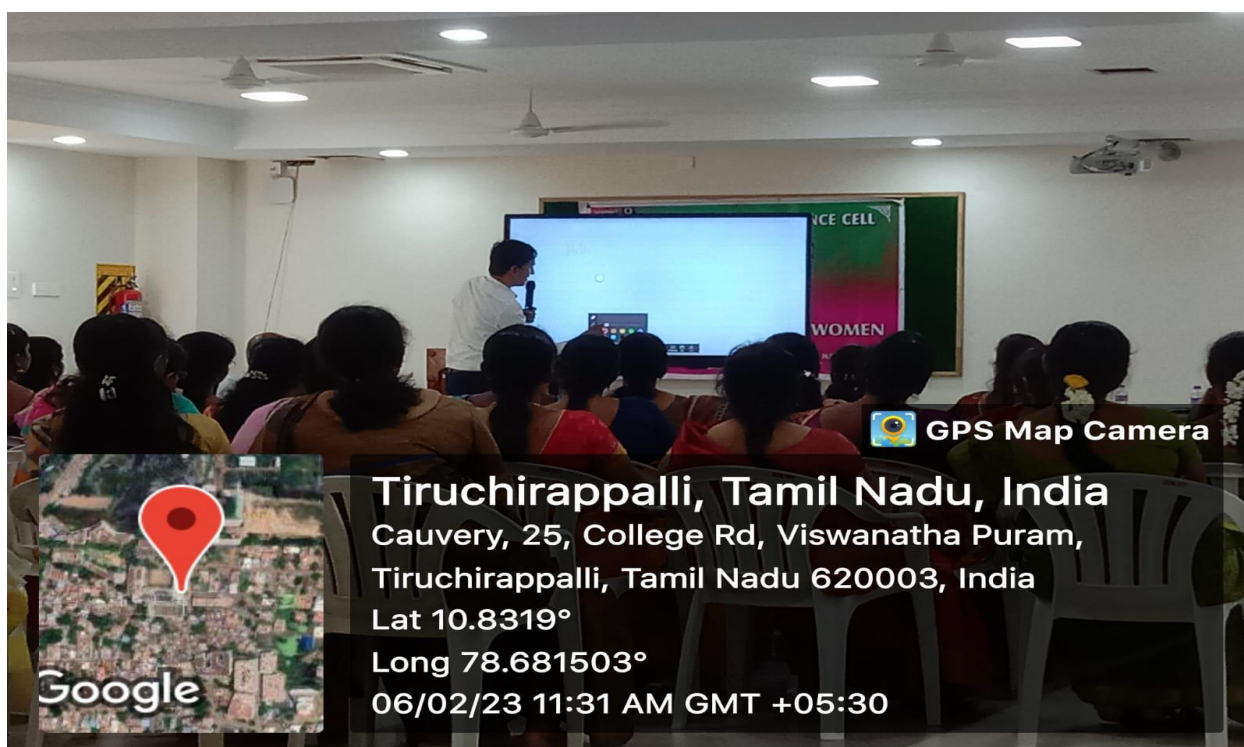 NCE CELL
WOMEN
GPS Map Camera
Tiruchirappalli, Tamil Nadu, India
Cauvery, 25, College Rd, Viswanatha Puram,
Tiruchirappalli, Tamil Nadu 620003, India
Lat 10.8319°
Long 78.681503°
06/02/23 11:31 AM GMT +05:30
Google